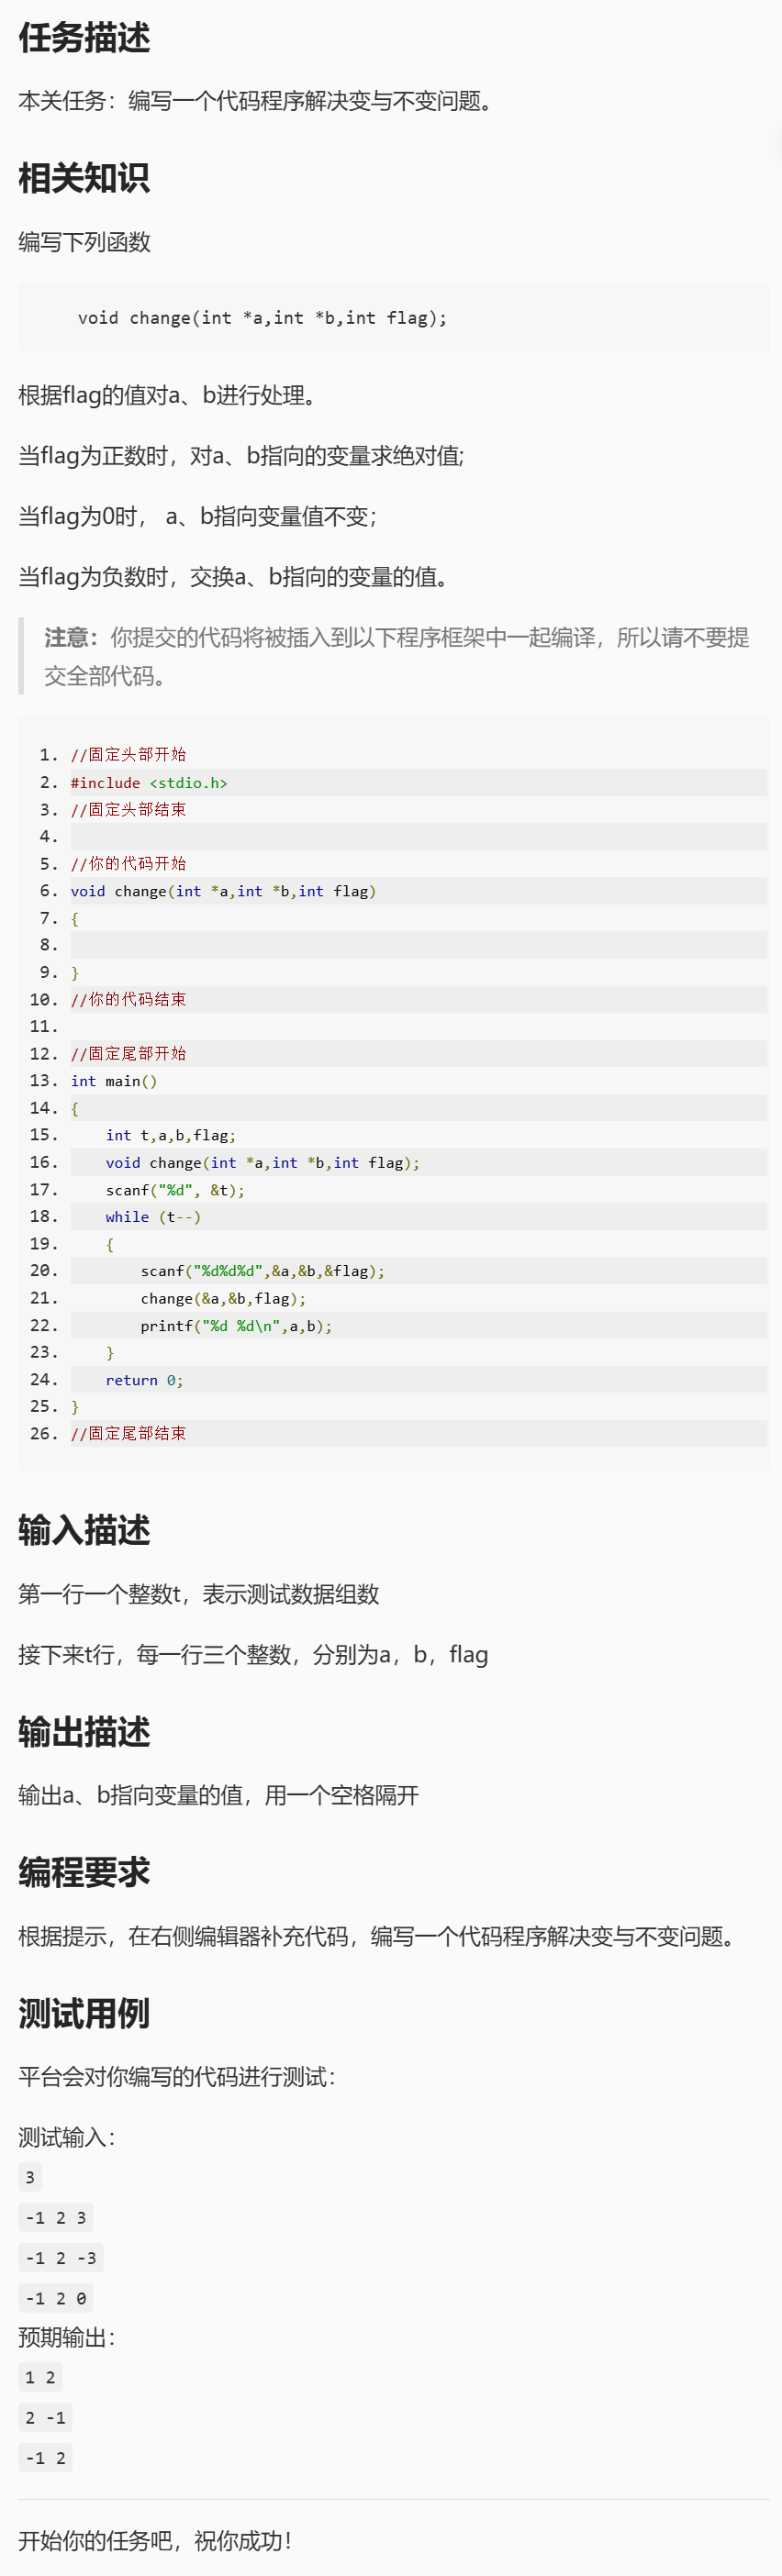 任务描述
本关任务：编写一个代码程序解决变与不变问题。
相关知识
编写下列函数
void change(int *a,int *b,int flag);
根据flag的值对a、b进行处理。
当flag为正数时，对a、b指向的变量求绝对值;
当flag为0时， a、b指向变量值不变；
当flag为负数时，交换a、b指向的变量的值。
注意：你提交的代码将被插入到以下程序框架中一起编译，所以请不要提
交全部代码。
1. //固定头部开始
2. #include <stdio.h>
3. //固定头部结束
4.
5. //你的代码开始
6. void change(int *a,int *b,int flag)
7. {
8.
9. }
10. //你的代码结束
11.
12. //固定尾部开始
13. int main()
14. {
15.     int t,a,b,flag;
16.     void change(int *a,int *b,int flag);
17.     scanf("%d", &t);
18.     while (t--)
19.     {
20.         scanf("%d%d%d",&a,&b,&flag);
21.         change(&a,&b,flag);
22.         printf("%d %d\n",a,b);
23.     }
24.     return 0;
25. }
26. //固定尾部结束
输入描述
第一行一个整数t，表示测试数据组数
接下来t行，每一行三个整数，分别为a，b，flag
输出描述
输出a、b指向变量的值，用一个空格隔开
编程要求
根据提示，在右侧编辑器补充代码，编写一个代码程序解决变与不变问题。
测试用例
平台会对你编写的代码进行测试：
测试输入：
3
-1 2 3
-1 2 -3
-1 2 0
预期输出：
1 2
2 -1
-1 2
开始你的任务吧，祝你成功！